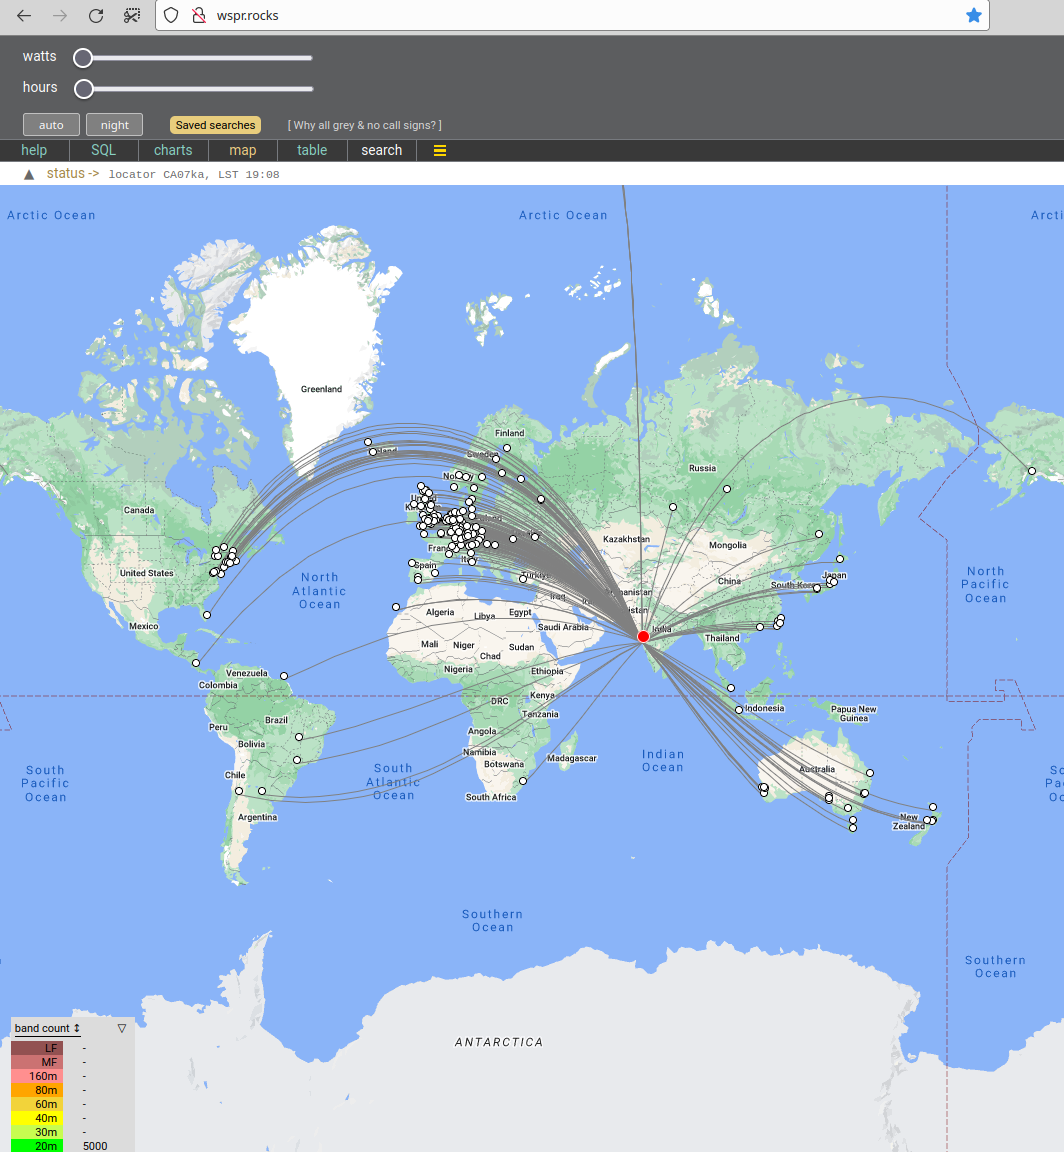 wspr.rocks
watts
hours
auto night Saved searches [ Why all grey & no call signs? ]
help SQL charts map table search
▲ status -> locator CA07ka, LST 19:08
Arctic Ocean Arctic Ocean Arcti
Greenland
Finland
Sweden
Russia
Canada
Kazakhstan
Mongolia
United States
North
Atlantic
Ocean
Spain
Türkiye
China
South Korea
Japan
North
Pacific
Ocean
Iraq
Mexico
Algeria
Libya
Egypt
Saudi Arabia
India
Thailand
Mali
Niger
Chad
Sudan
Venezuela
Colombia
Nigeria
Ethiopia
DRC
Kenya
Indonesia
Papua New
Guinea
Peru
Brazil
Tanzania
Bolivia
Angola
Namibia
Botswana
Madagascar
Indian
Ocean
Australia
South
Pacific
Ocean
Chile
South
Atlantic
Ocean
South Africa
Argentina
New
Zealand
Southern
Ocean
Southern
Ocean
ANTARCTICA
band count ↕ ▽
LF -
MF -
160m -
80m -
60m -
40m -
30m -
20m 5000